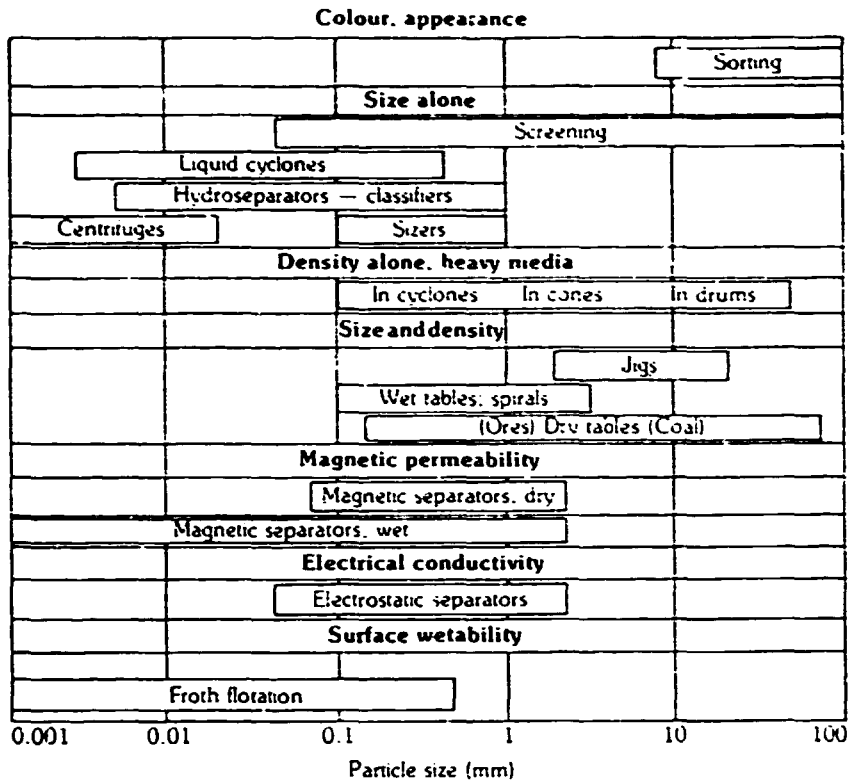 Colour, appearance
Sorting
Size alone
Screening
Liquid cyclones
Hydroseparators — classifiers
Centrifuges
Sizers
Density alone, heavy media
In cyclones In cones In drums
Size and density
Jigs
Wet tables; spirals
(Ores) Dry tables (Coal)
Magnetic permeability
Magnetic separators, dry
Magnetic separators, wet
Electrical conductivity
Electrostatic separators
Surface wetability
Froth flotation
0.001 0.01 0.1 1 10 100
Particle size (mm)